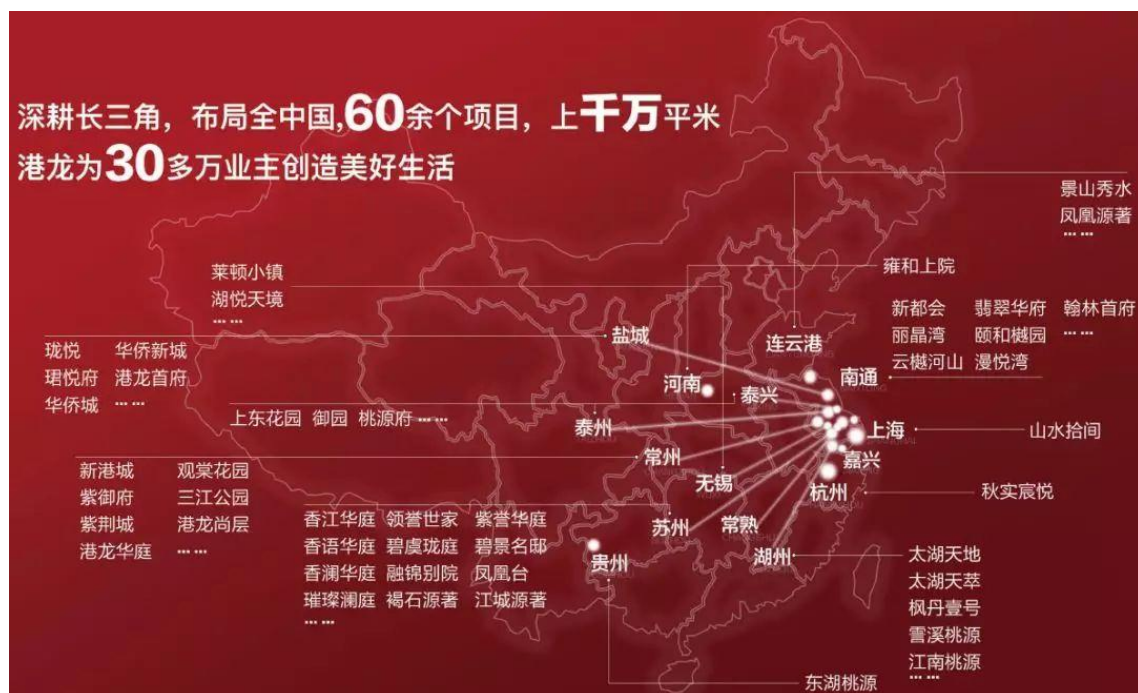 深耕长三角，布局全中国,60余个项目，上千万平米
港龙为30多万业主创造美好生活
景山秀水
凤凰源著
... ...
雍和上院
莱顿小镇
湖悦天境
... ...
新都会 翡翠华府 翰林首府
丽晶湾 颐和樾园 ... ...
云樾河山 漫悦湾
盐城
连云港
珑悦 华侨新城
珺悦府 港龙首府
华侨城 ... ...
河南
泰兴
南通
上东花园 御园 桃源府 ... ...
泰州
上海
山水拾间
常州
嘉兴
无锡
杭州
秋实宸悦
新港城 观棠花园
紫御府 三江公园
紫荆城 港龙尚层
港龙华庭 ... ...
香江华庭 领誉世家 紫誉华庭
香语华庭 碧虞珑庭 碧景名邸
香澜华庭 融锦别院 凤凰台
璀璨澜庭 褐石源著 江城源著
... ...
苏州
常熟
贵州
湖州
太湖天地
太湖天萃
枫丹壹号
霅溪桃源
江南桃源
... ...
东湖桃源